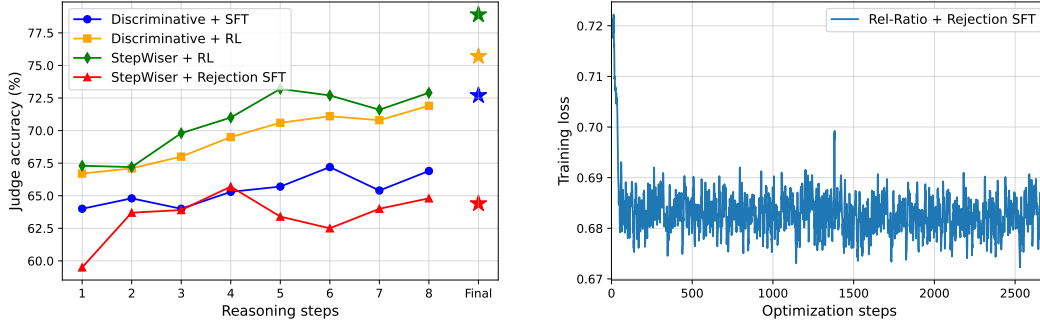 Discriminative + SFT
Discriminative + RL
StepWiser + RL
StepWiser + Rejection SFT
77.5
75.0
72.5
70.0
67.5
65.0
62.5
60.0
Judge accuracy (%)
1 2 3 4 5 6 7 8 Final
Reasoning steps
Rel-Ratio + Rejection SFT
0.72
0.71
0.70
0.69
0.68
0.67
Training loss
0 500 1000 1500 2000 2500
Optimization steps